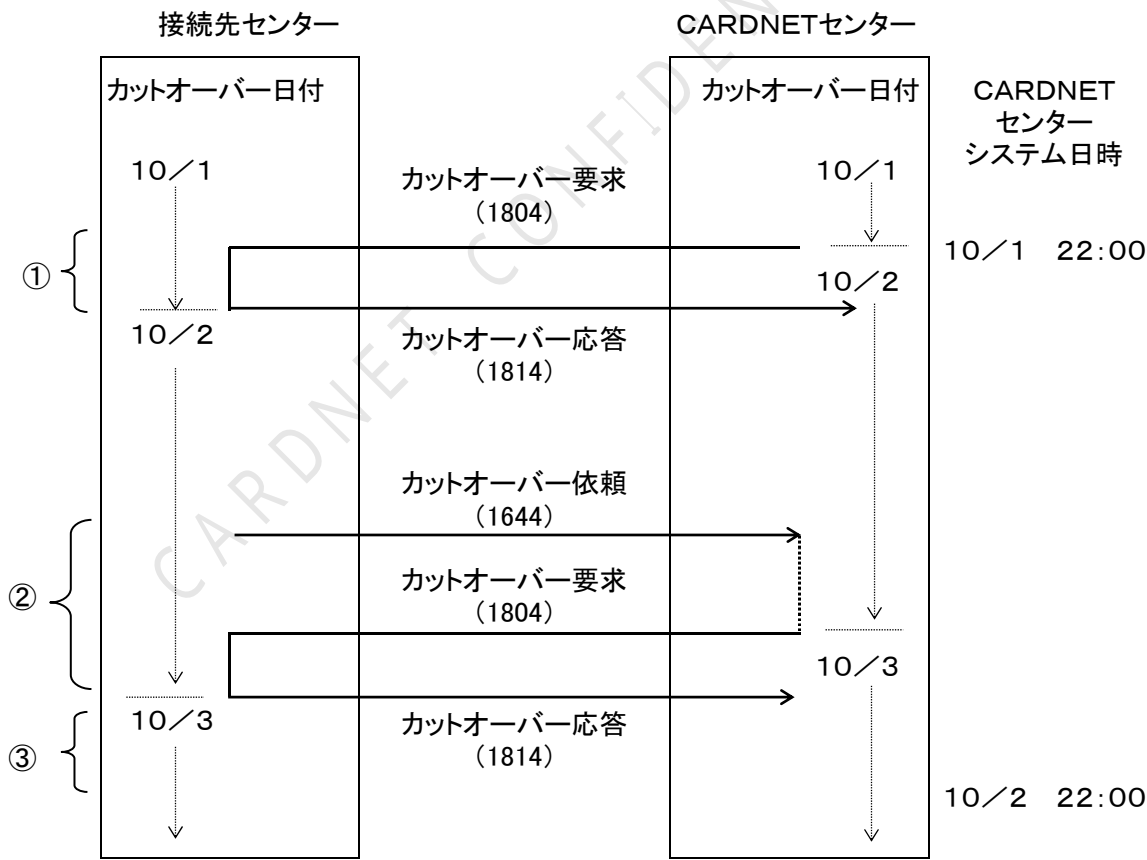 接続先センター
CARDNETセンター
カットオーバー日付
カットオーバー日付
CARDNET
センター
システム日時
10/1
カットオーバー要求
(1804)
10/1
10/1 22:00
①
10/2
10/2
カットオーバー応答
(1814)
カットオーバー依頼
(1644)
②
カットオーバー要求
(1804)
10/3
10/3
カットオーバー応答
(1814)
③
10/2 22:00
CARDNET CONFIDEN